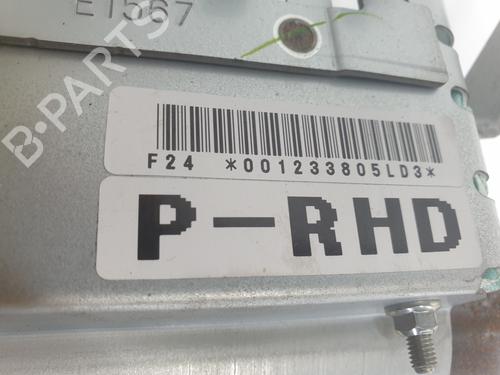 E1567
F24 *001233805LD3*
P-RHD
B-PARTS